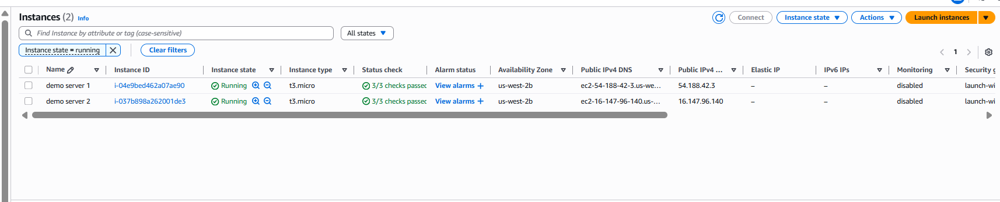 Instances (2) Info Connect Instance state Actions Launch instances
Find Instance by attribute or tag (case-sensitive) All states
Instance state = running Clear filters 1
Name Instance ID Instance state Instance type Status check Alarm status Availability Zone Public IPv4 DNS Public IPv4 ... Elastic IP IPv6 IPs Monitoring Security g
demo server 1 i-04e9bed462a07ae90 Running t3.micro 3/3 checks passed View alarms + us-west-2b ec2-54-188-42-3.us-we... 54.188.42.3 – – disabled launch-wi
demo server 2 i-037b898a262001de3 Running t3.micro 3/3 checks passed View alarms + us-west-2b ec2-16-147-96-140.us-... 16.147.96.140 – – disabled launch-wi